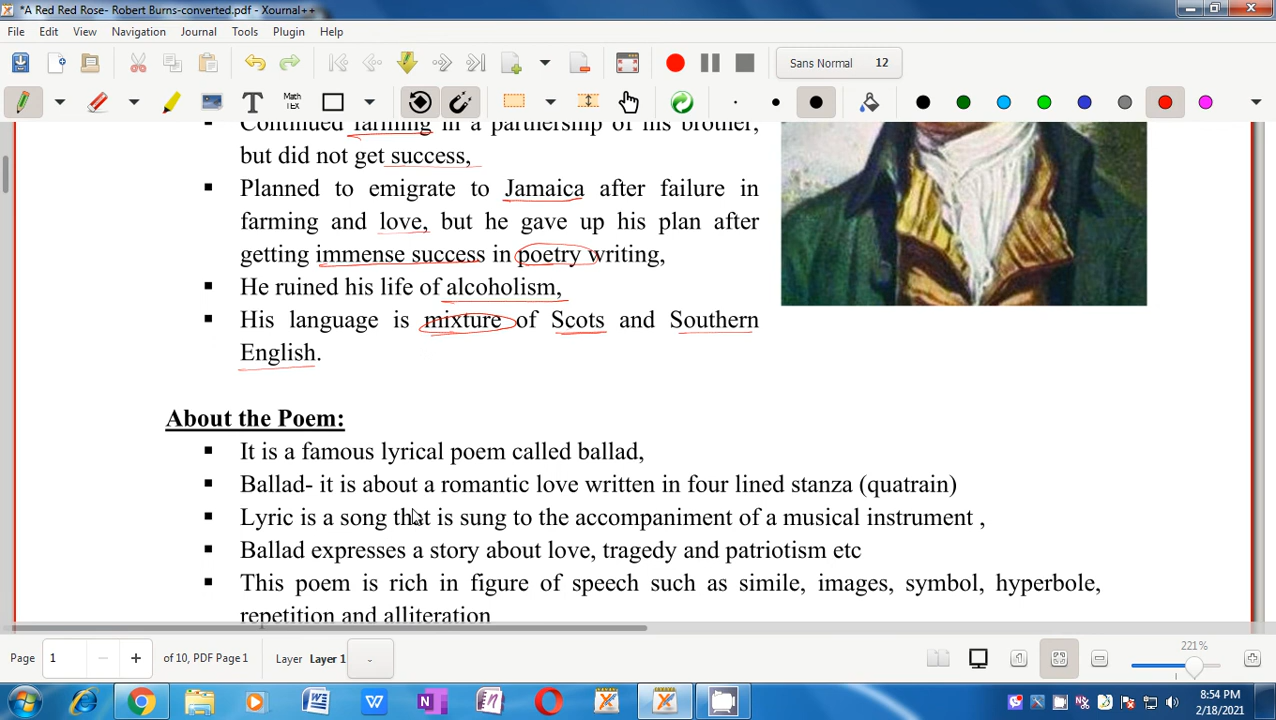 *A Red Red Rose- Robert Burns-converted.pdf - Xournal++
File Edit View Navigation Journal Tools Plugin Help
Sans Normal 12
Math TEX
Continued farming in a partnership of his brother,
but did not get success,
Planned to emigrate to Jamaica after failure in
farming and love, but he gave up his plan after
getting immense success in poetry writing,
He ruined his life of alcoholism,
His language is mixture of Scots and Southern
English.
About the Poem:
It is a famous lyrical poem called ballad,
Ballad- it is about a romantic love written in four lined stanza (quatrain)
Lyric is a song that is sung to the accompaniment of a musical instrument ,
Ballad expresses a story about love, tragedy and patriotism etc
This poem is rich in figure of speech such as simile, images, symbol, hyperbole,
repetition and alliteration
Page 1 of 10, PDF Page 1 Layer Layer 1 221%
8:54 PM
2/18/2021